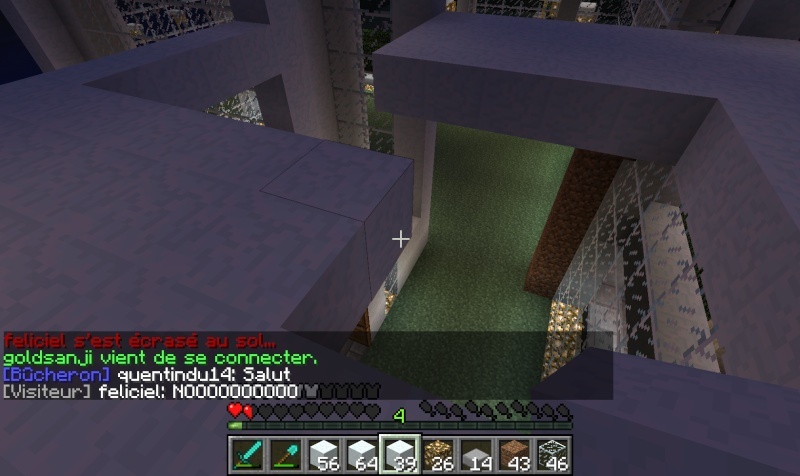 feliciel s'est écrasé au sol...
goldsanji vient de se connecter.
[Bûcheron] quentindu14: Salut
[Visiteur] feliciel: N0000000000
4
56 64 39 26 14 43 46